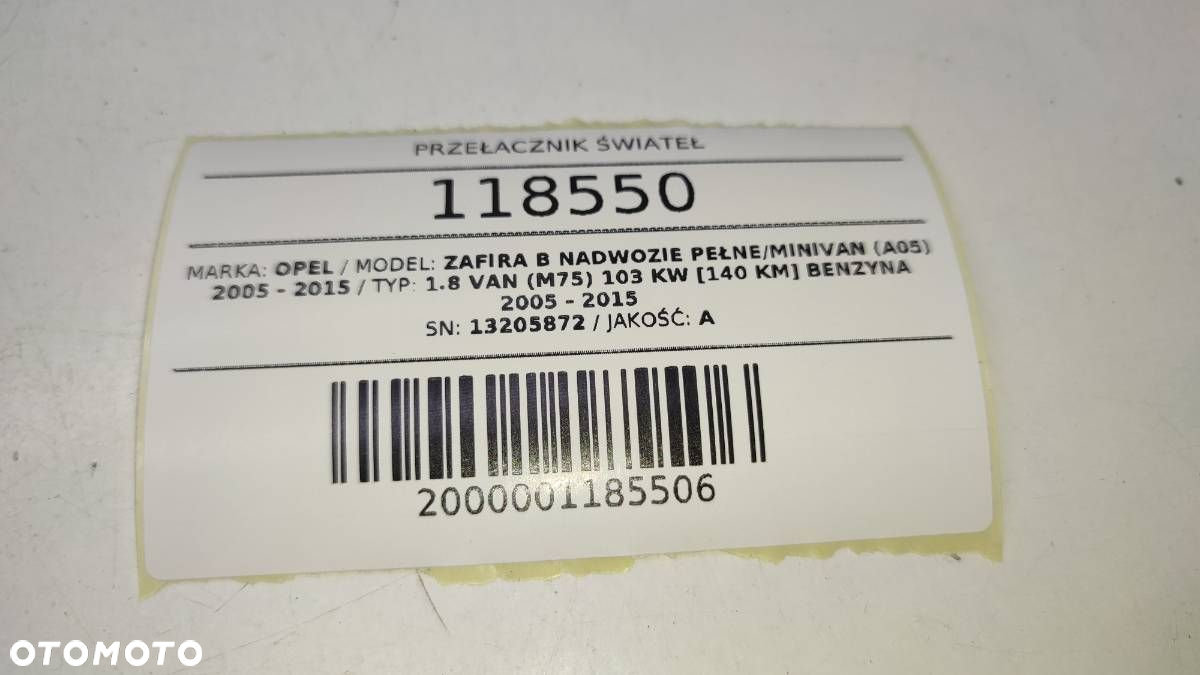 PRZEŁACZNIK ŚWIATEŁ
118550
MARKA: OPEL / MODEL: ZAFIRA B NADWOZIE PEŁNE/MINIVAN (A05)
2005 - 2015 / TYP: 1.8 VAN (M75) 103 KW [140 KM] BENZYNA
2005 - 2015
SN: 13205872 / JAKOŚĆ: A
2000001185506
OTOMOTO